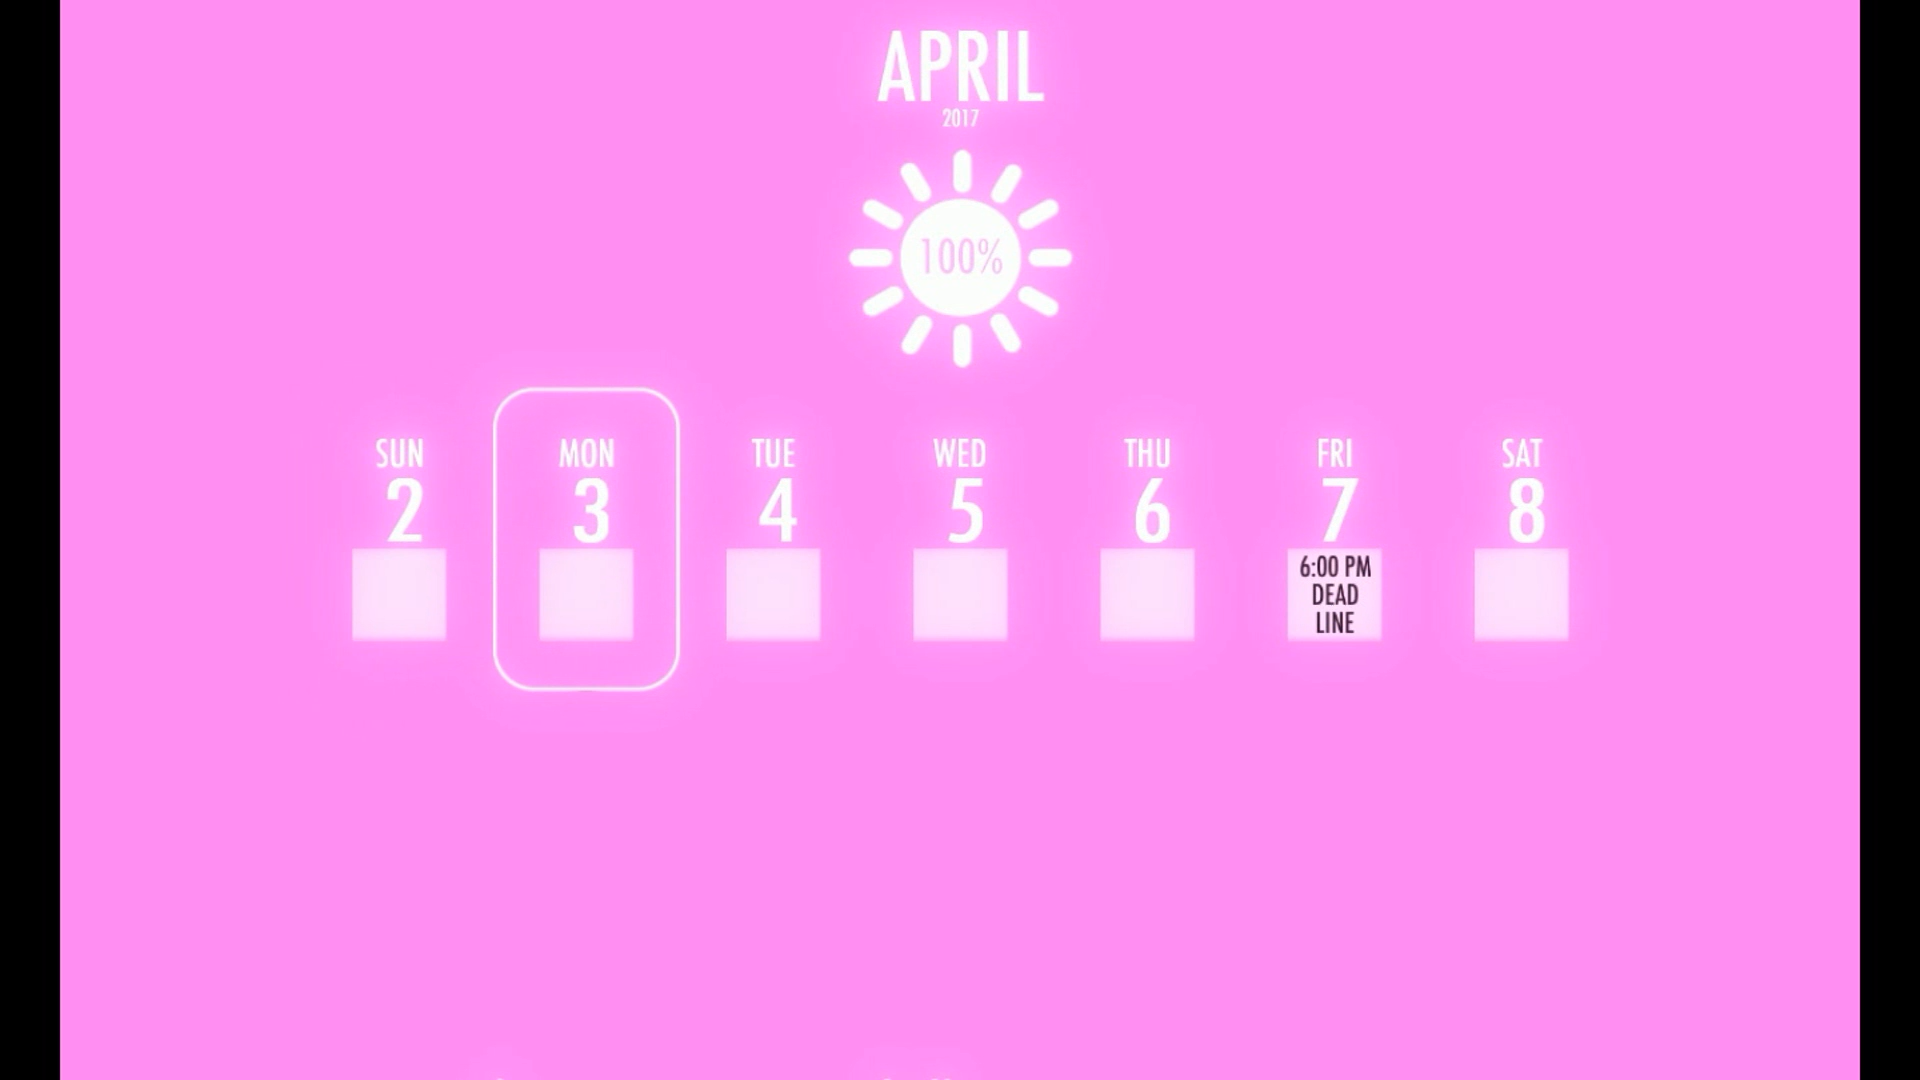 APRIL
2017
100%
SUN MON TUE WED THU FRI SAT
2 3 4 5 6 7 8
6:00 PM
DEAD
LINE